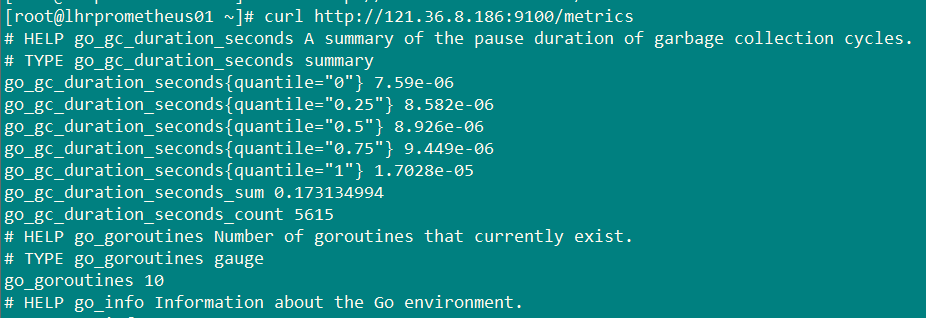 [root@lhrprometheus01 ~]# curl http://121.36.8.186:9100/metrics
# HELP go_gc_duration_seconds A summary of the pause duration of garbage collection cycles.
# TYPE go_gc_duration_seconds summary
go_gc_duration_seconds{quantile="0"} 7.59e-06
go_gc_duration_seconds{quantile="0.25"} 8.582e-06
go_gc_duration_seconds{quantile="0.5"} 8.926e-06
go_gc_duration_seconds{quantile="0.75"} 9.449e-06
go_gc_duration_seconds{quantile="1"} 1.7028e-05
go_gc_duration_seconds_sum 0.173134994
go_gc_duration_seconds_count 5615
# HELP go_goroutines Number of goroutines that currently exist.
# TYPE go_goroutines gauge
go_goroutines 10
# HELP go_info Information about the Go environment.